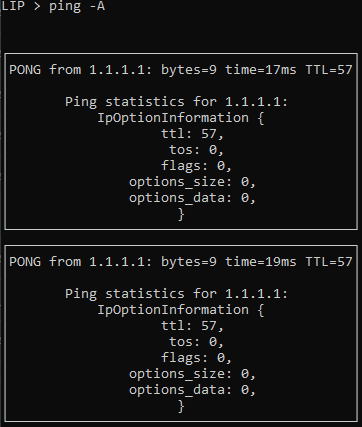 LIP > ping -A
PONG from 1.1.1.1: bytes=9 time=17ms TTL=57
Ping statistics for 1.1.1.1:
IpOptionInformation {
ttl: 57,
tos: 0,
flags: 0,
options_size: 0,
options_data: 0,
}
PONG from 1.1.1.1: bytes=9 time=19ms TTL=57
Ping statistics for 1.1.1.1:
IpOptionInformation {
ttl: 57,
tos: 0,
flags: 0,
options_size: 0,
options_data: 0,
}